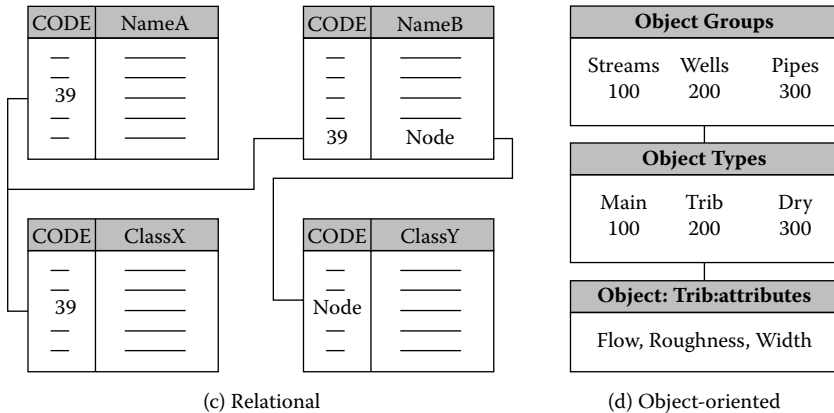 CODE NameA
39
CODE NameB
39 Node
CODE ClassX
39
CODE ClassY
Node
(c) Relational
Object Groups
Streams Wells Pipes
100 200 300
Object Types
Main Trib Dry
100 200 300
Object: Trib:attributes
Flow, Roughness, Width
(d) Object-oriented